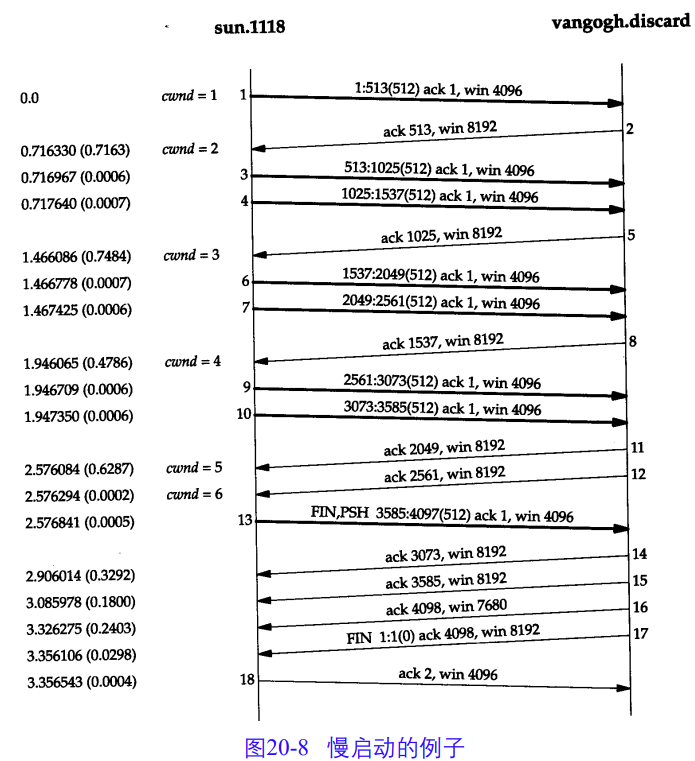 sun.1118 vangogh.discard
0.0 cwnd = 1 1 1:513(512) ack 1, win 4096
ack 513, win 8192 2
0.716330 (0.7163) cwnd = 2
0.716967 (0.0006) 3 513:1025(512) ack 1, win 4096
0.717640 (0.0007) 4 1025:1537(512) ack 1, win 4096
ack 1025, win 8192 5
1.466086 (0.7484) cwnd = 3
1.466778 (0.0007) 6 1537:2049(512) ack 1, win 4096
1.467425 (0.0006) 7 2049:2561(512) ack 1, win 4096
ack 1537, win 8192 8
1.946065 (0.4786) cwnd = 4
1.946709 (0.0006) 9 2561:3073(512) ack 1, win 4096
1.947350 (0.0006) 10 3073:3585(512) ack 1, win 4096
ack 2049, win 8192 11
2.576084 (0.6287) cwnd = 5
ack 2561, win 8192 12
2.576294 (0.0002) cwnd = 6
2.576841 (0.0005) 13 FIN,PSH 3585:4097(512) ack 1, win 4096
ack 3073, win 8192 14
2.906014 (0.3292)
ack 3585, win 8192 15
3.085978 (0.1800)
ack 4098, win 7680 16
3.326275 (0.2403)
FIN 1:1(0) ack 4098, win 8192 17
3.356106 (0.0298)
3.356543 (0.0004) 18 ack 2, win 4096
图20-8 慢启动的例子